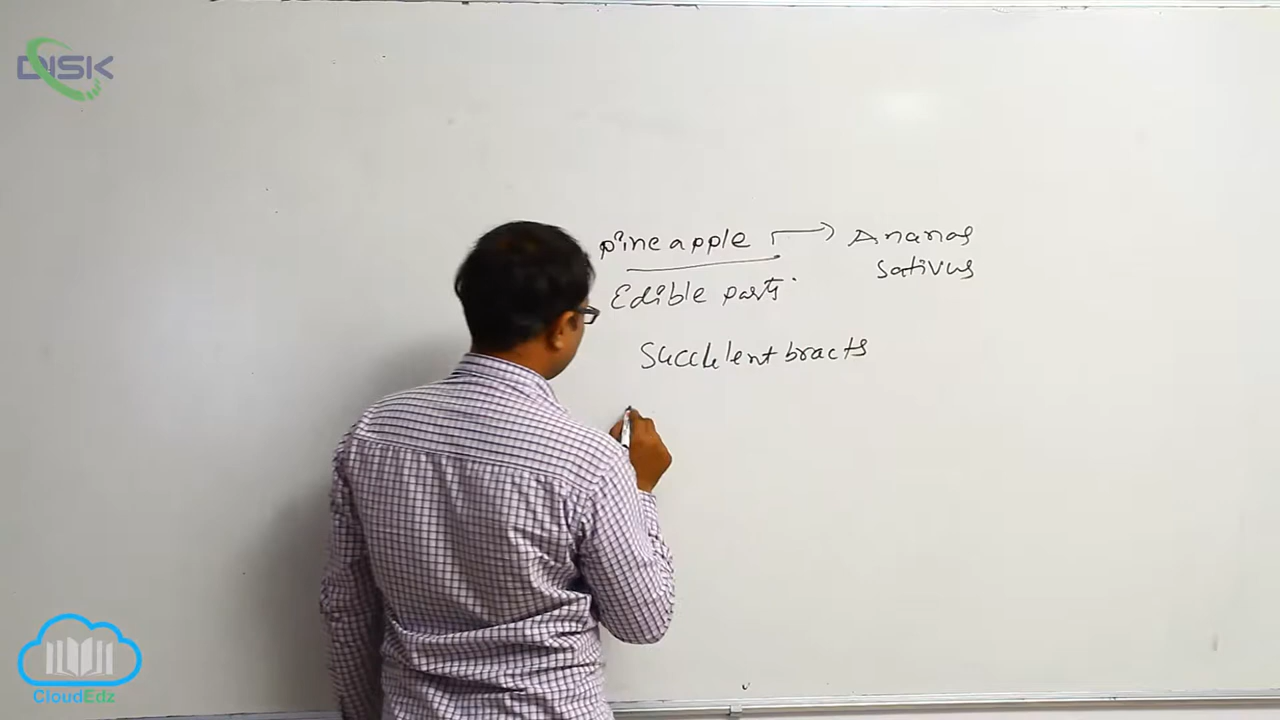 DISK
pineapple → Ananas
sativus
Edible parts
Succulent bracts
CloudEdz